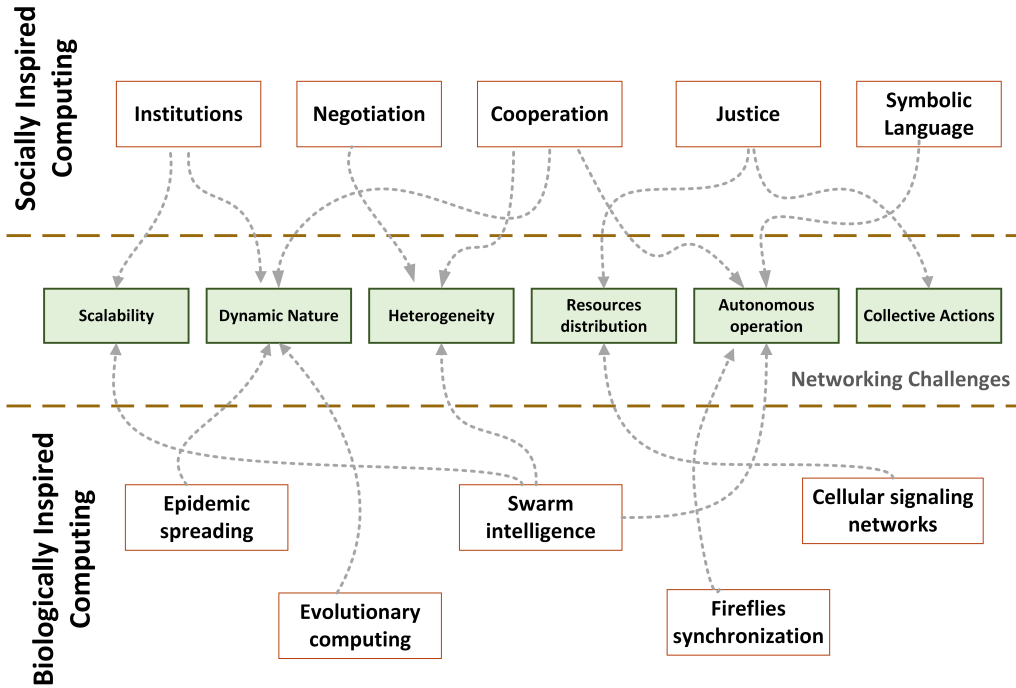 Socially Inspired
Computing
Institutions
Negotiation
Cooperation
Justice
Symbolic
Language
Scalability
Dynamic Nature
Heterogeneity
Resources
distribution
Autonomous
operation
Collective Actions
Networking Challenges
Biologically Inspired
Computing
Epidemic
spreading
Swarm
intelligence
Cellular signaling
networks
Evolutionary
computing
Fireflies
synchronization